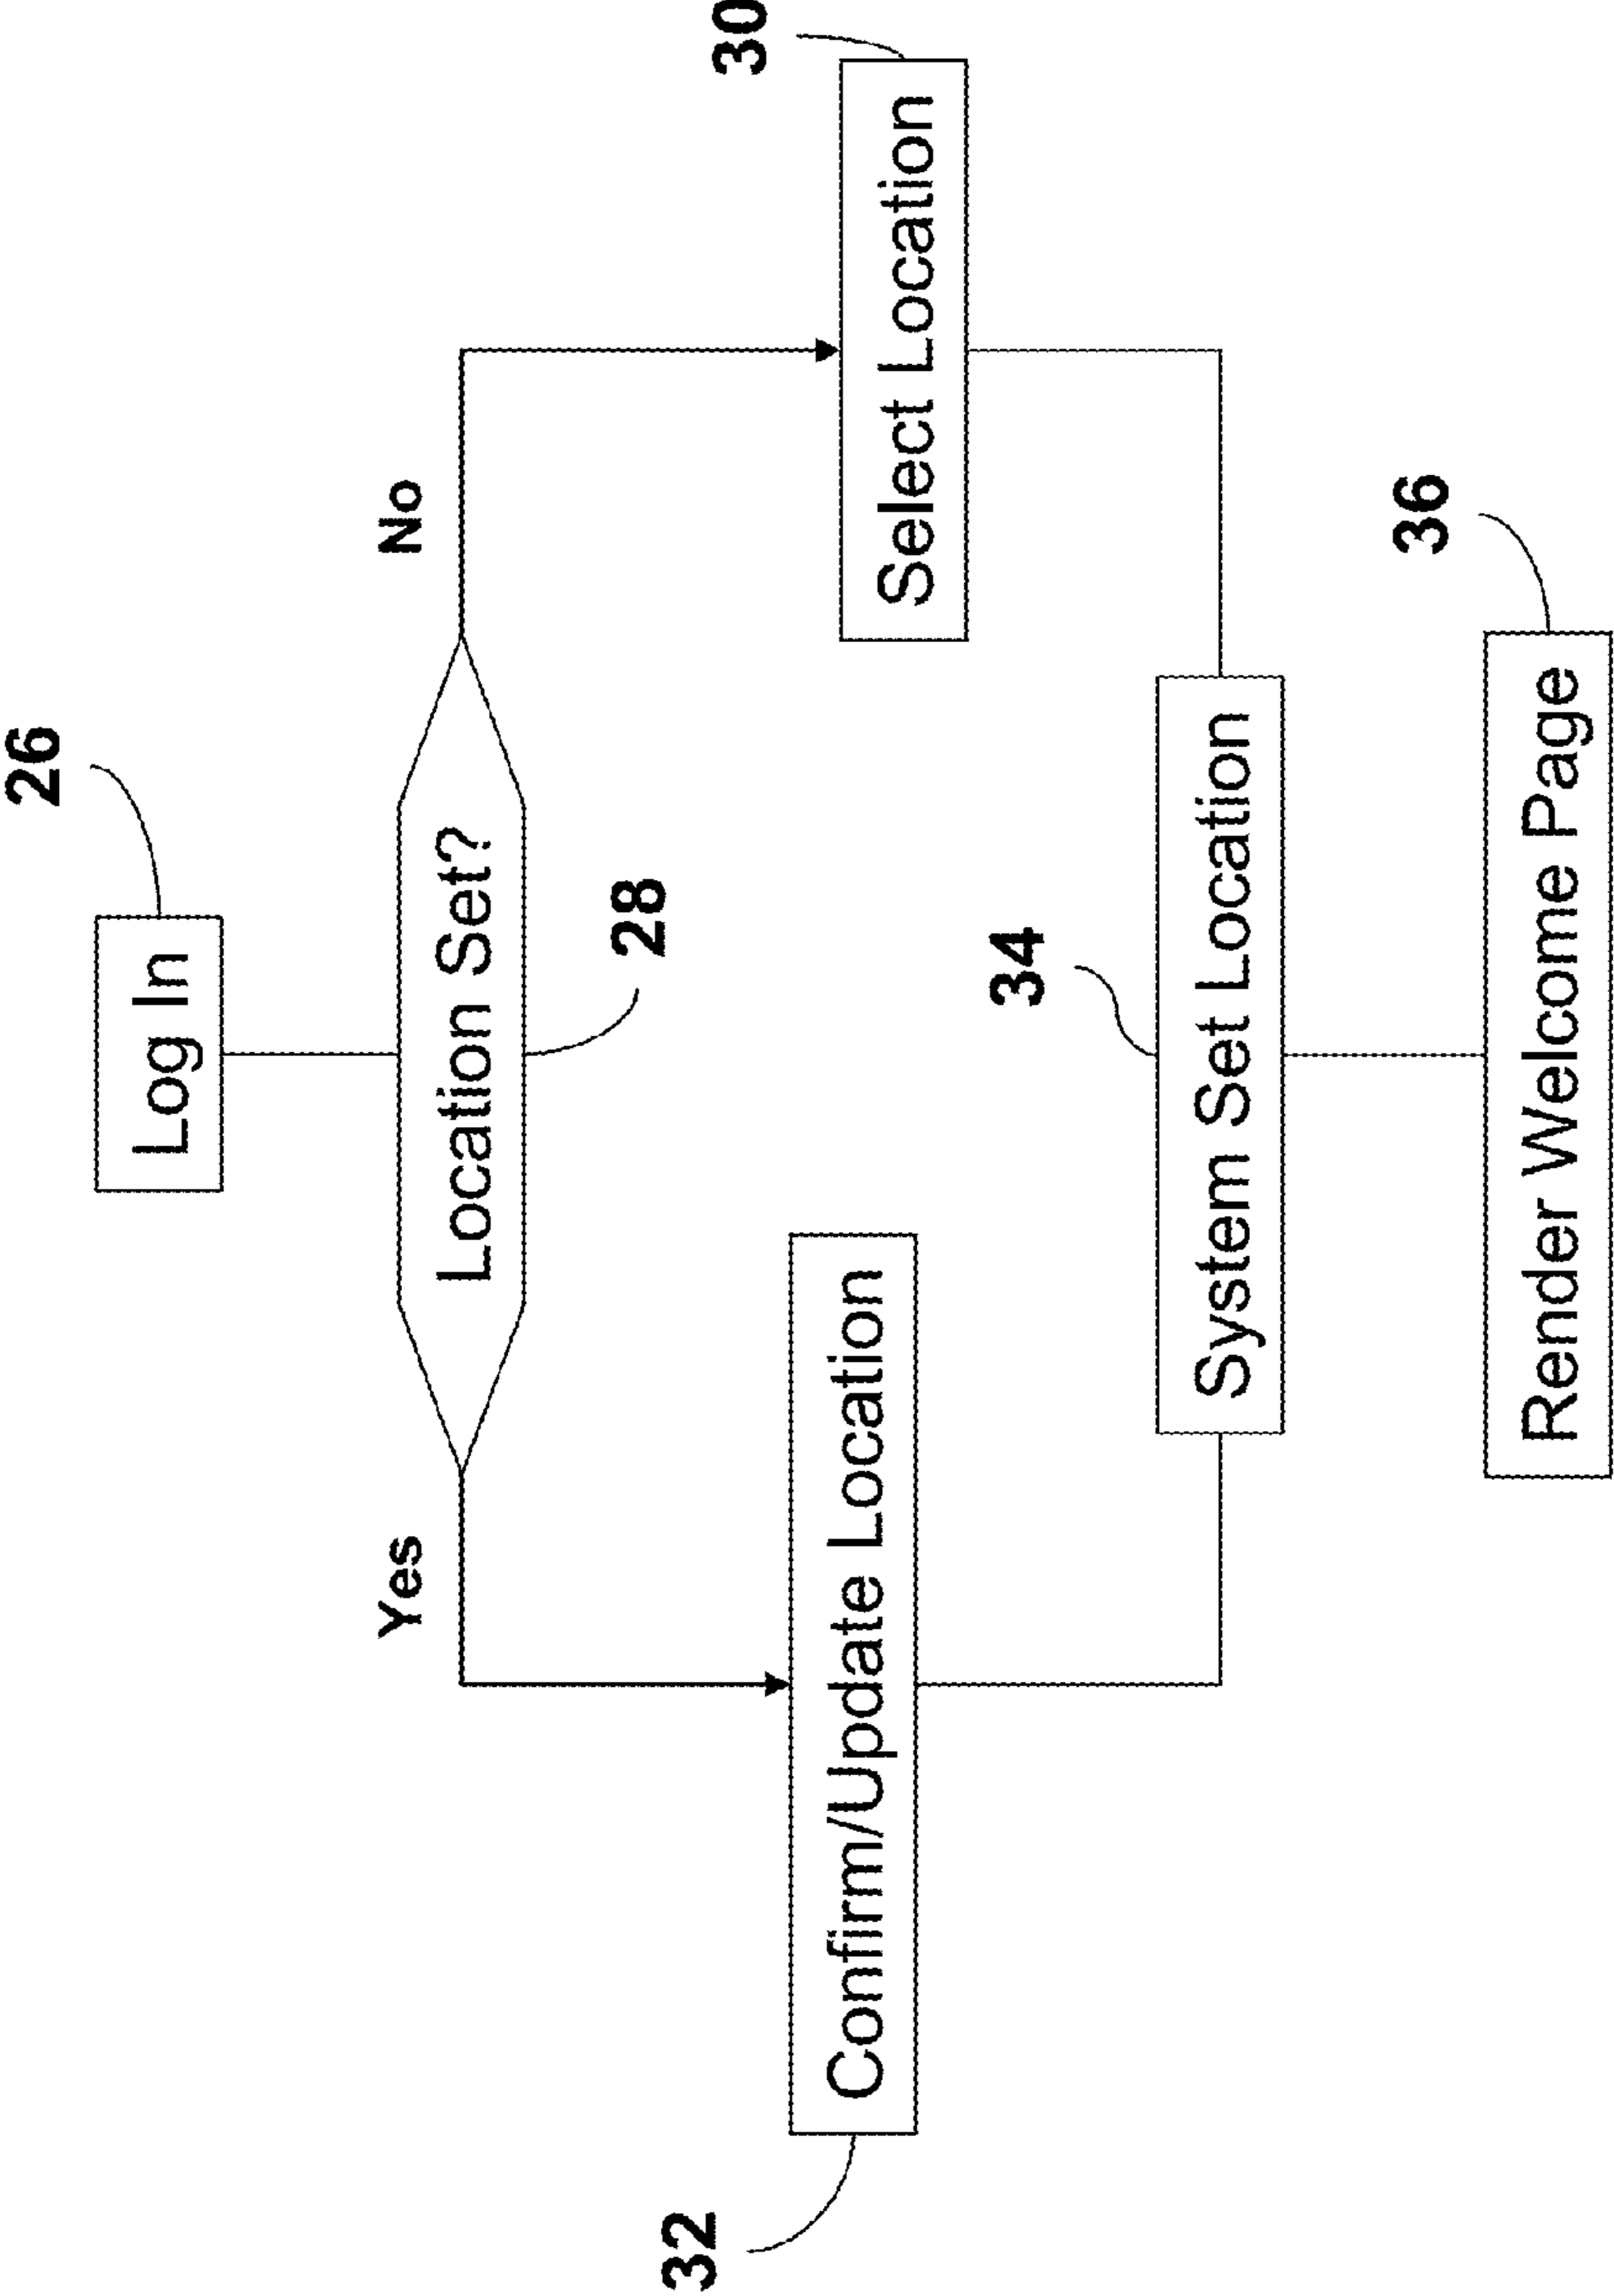 26
Log In
Yes
Location Set?
No
28
32
Confirm/Update Location
30
Select Location
34
System Set Location
36
Render Welcome Page